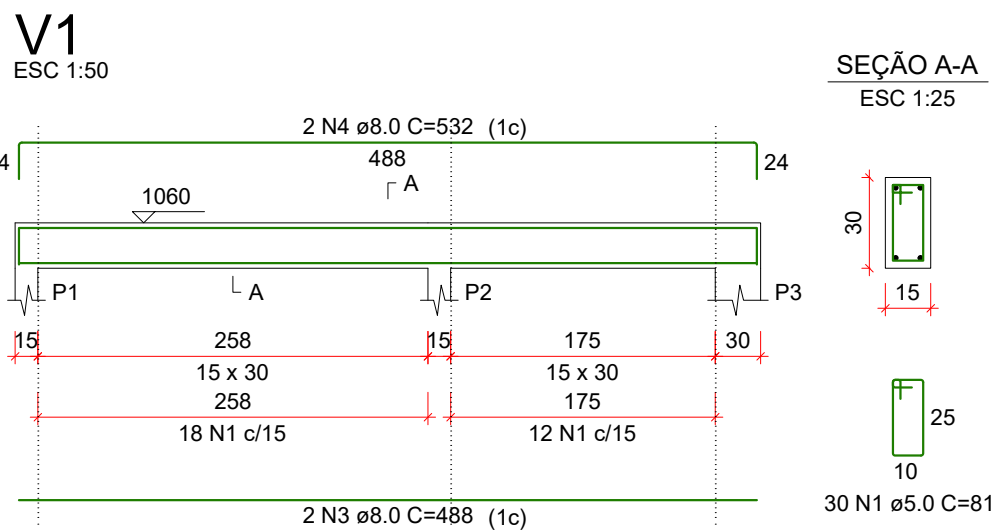 V1
ESC 1:50
SEÇÃO A-A
ESC 1:25
2 N4 ø8.0 C=532 (1c)
4
488
24
A
1060
30
P1
A
P2
P3
15
15
258
15
175
30
15 x 30
15 x 30
258
175
18 N1 c/15
12 N1 c/15
25
10
30 N1 ø5.0 C=81
2 N3 ø8.0 C=488 (1c)